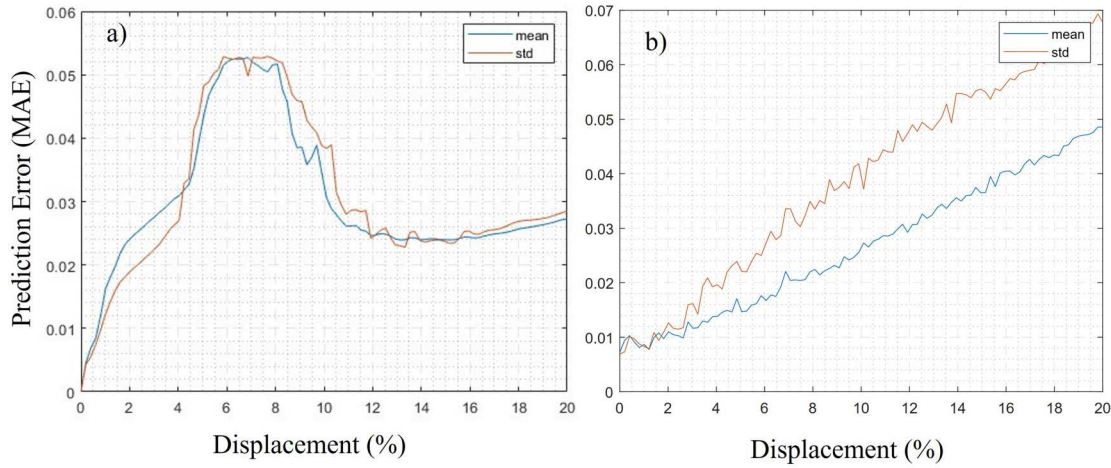 a)
mean
std
Prediction Error (MAE)
0.06
0.05
0.04
0.03
0.02
0.01
0
0 2 4 6 8 10 12 14 16 18 20
Displacement (%)
b)
mean
std
0.07
0.06
0.05
0.04
0.03
0.02
0.01
0
0 2 4 6 8 10 12 14 16 18 20
Displacement (%)